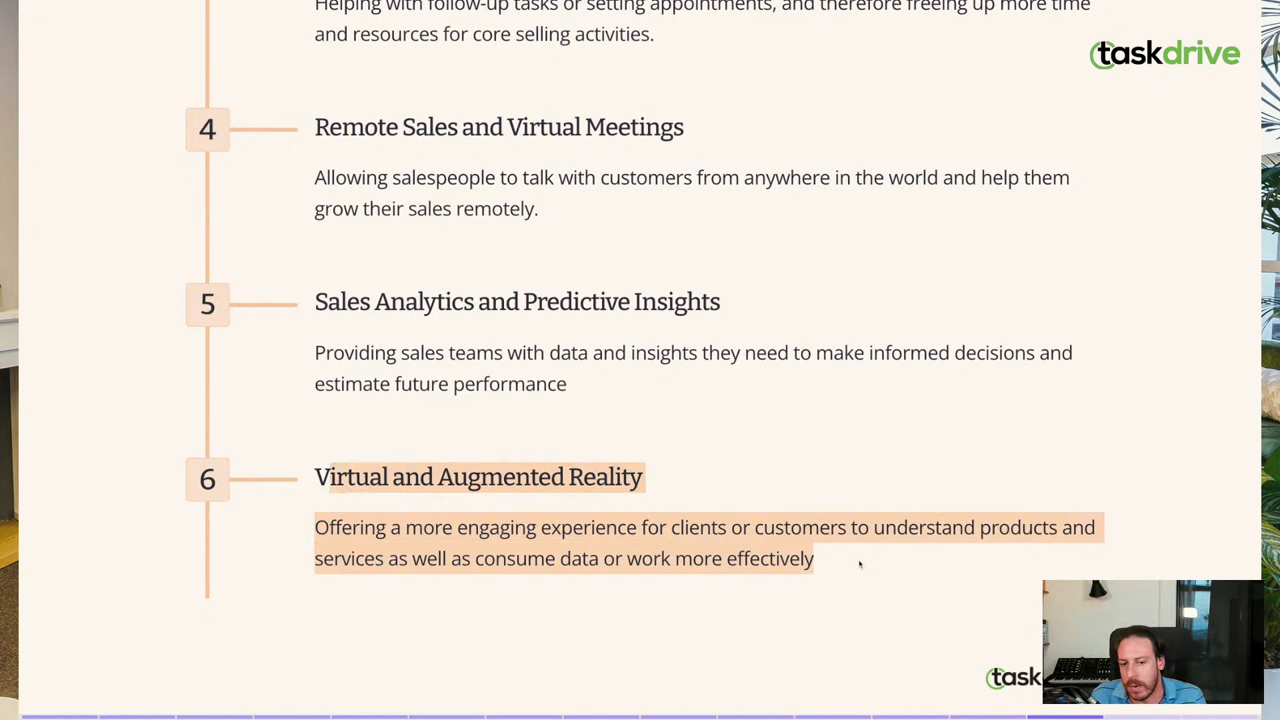 Helping with follow-up tasks or setting appointments, and therefore freeing up more time
and resources for core selling activities.
taskdrive
4
Remote Sales and Virtual Meetings
Allowing salespeople to talk with customers from anywhere in the world and help them
grow their sales remotely.
5
Sales Analytics and Predictive Insights
Providing sales teams with data and insights they need to make informed decisions and
estimate future performance
6
Virtual and Augmented Reality
Offering a more engaging experience for clients or customers to understand products and
services as well as consume data or work more effectively
task